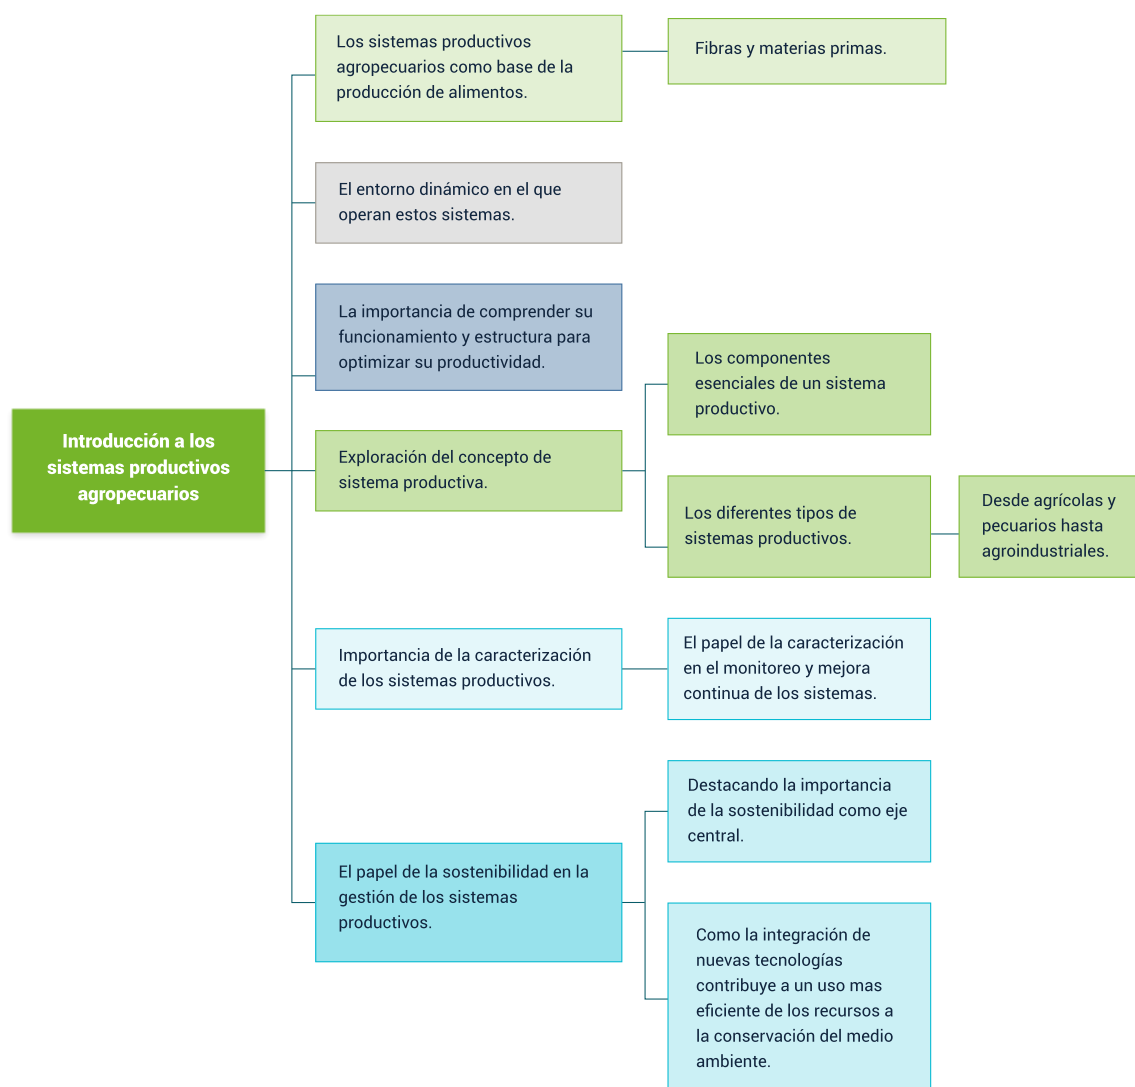 Introducción a los
sistemas productivos
agropecuarios
Los sistemas productivos
agropecuarios como base de la
producción de alimentos.
Fibras y materias primas.
El entorno dinámico en el que
operan estos sistemas.
La importancia de comprender su
funcionamiento y estructura para
optimizar su productividad.
Exploración del concepto de
sistema productiva.
Los componentes
esenciales de un sistema
productivo.
Los diferentes tipos de
sistemas productivos.
Desde agrícolas y
pecuarios hasta
agroindustriales.
Importancia de la caracterización
de los sistemas productivos.
El papel de la caracterización
en el monitoreo y mejora
continua de los sistemas.
El papel de la sostenibilidad en la
gestión de los sistemas
productivos.
Destacando la importancia
de la sostenibilidad como eje
central.
Como la integración de
nuevas tecnologías
contribuye a un uso mas
eficiente de los recursos a
la conservación del medio
ambiente.